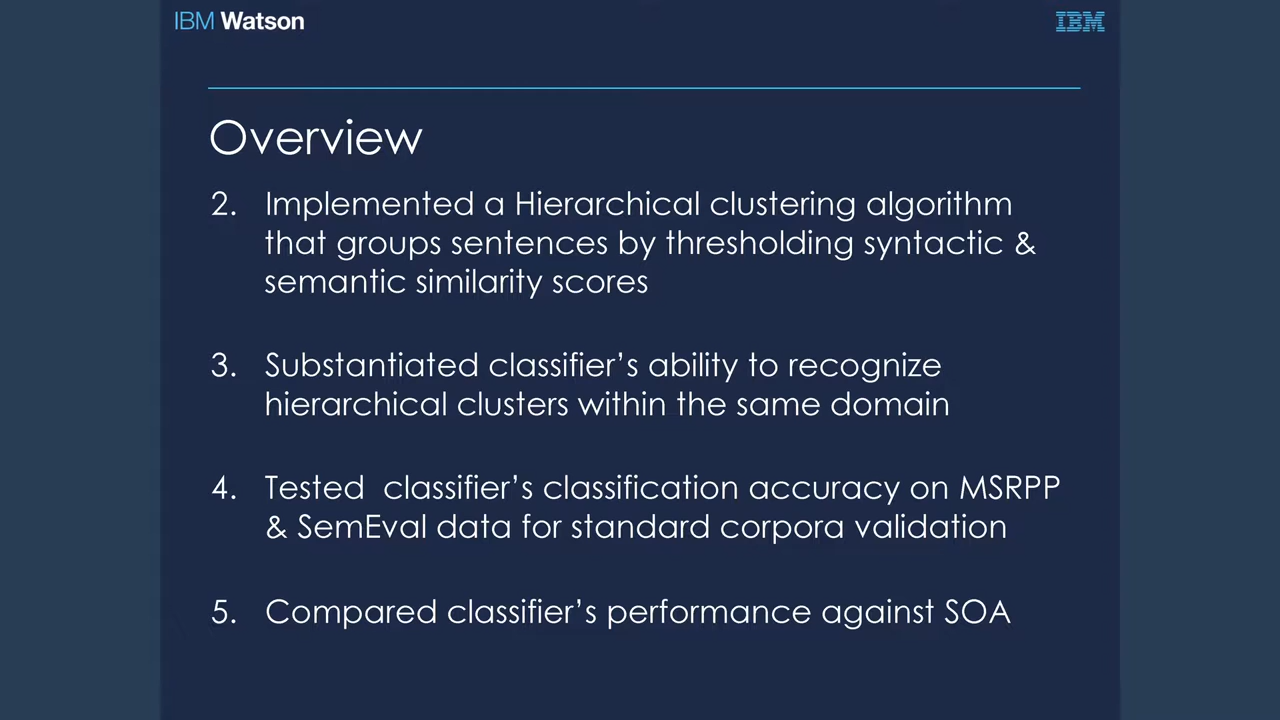 IBM Watson
IBM
Overview
2. Implemented a Hierarchical clustering algorithm
that groups sentences by thresholding syntactic &
semantic similarity scores
3. Substantiated classifier’s ability to recognize
hierarchical clusters within the same domain
4. Tested  classifier’s classification accuracy on MSRPP
& SemEval data for standard corpora validation
5. Compared classifier’s performance against SOA